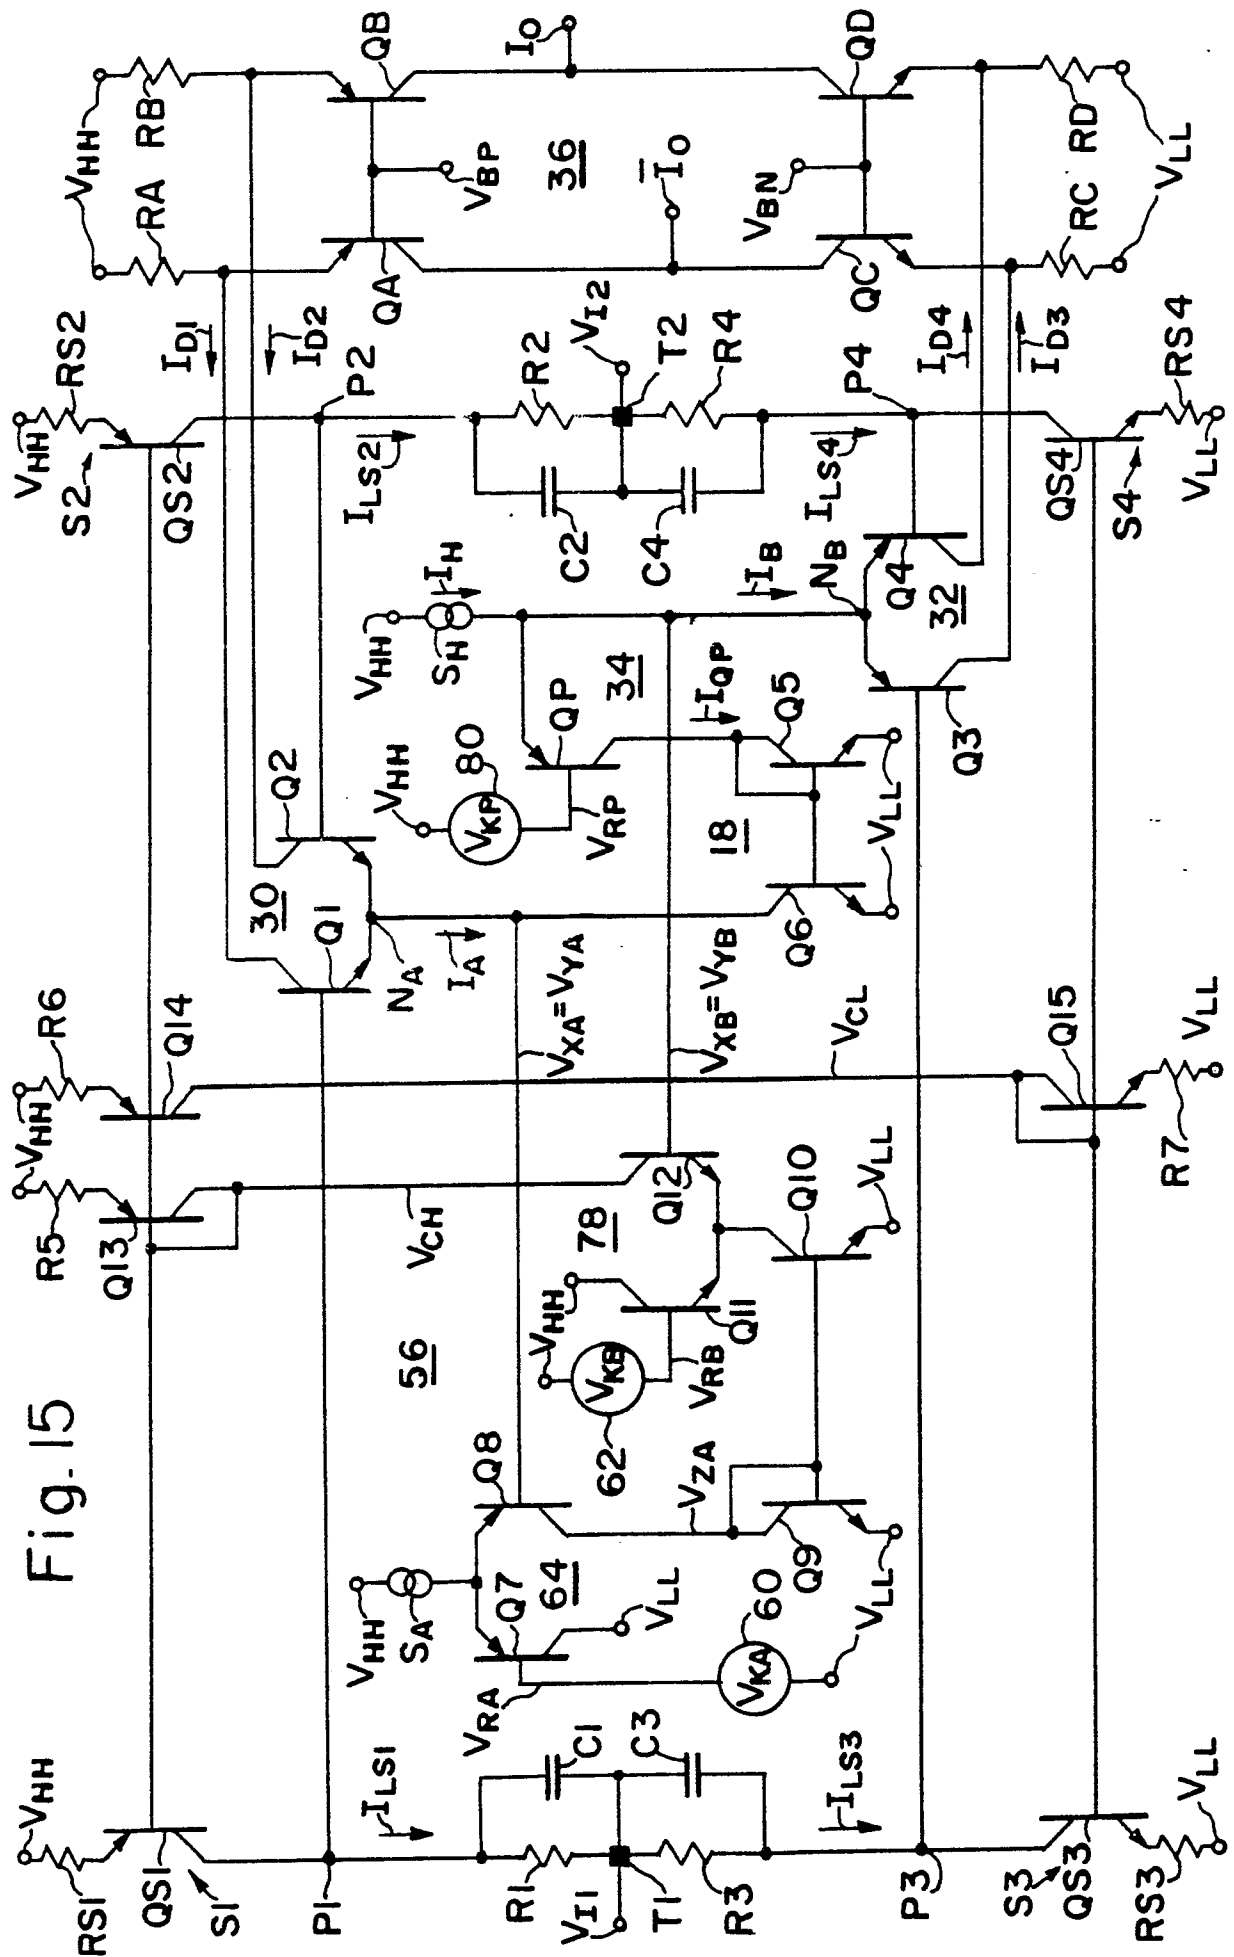 Fig. 15
VHH
RS1
QS1
S1
P1
ILS1
R1
C1
VI1
T1
R3
C3
ILS3
P3
S3
QS3
RS3
VLL
VHH
R5
R6
Q13
Q14
VCH
56
VHH
SA
Q7
Q8
64
VRA
VKA
60
VLL
VLL
VZA
Q9
VHH
VKB
62
VRB
78
Q11
Q12
Q10
VLL
VCL
Q15
R7
VLL
VXA=VYA
VXB=VYB
30
Q1
Q2
NA
IA
VHH
VKP
80
VRP
QP
34
IQP
18
Q5
Q6
VLL
VHH
SH
IH
IB
NB
Q3
Q4
32
VHH
RS2
S2
QS2
P2
ILS2
C2
R2
VI2
T2
C4
R4
ILS4
P4
QS4
S4
RS4
VLL
ID1
ID2
ID4
ID3
VHH
RA
RB
QA
QB
VBP
IO
36
IO
VBN
QC
QD
RC
RD
VLL